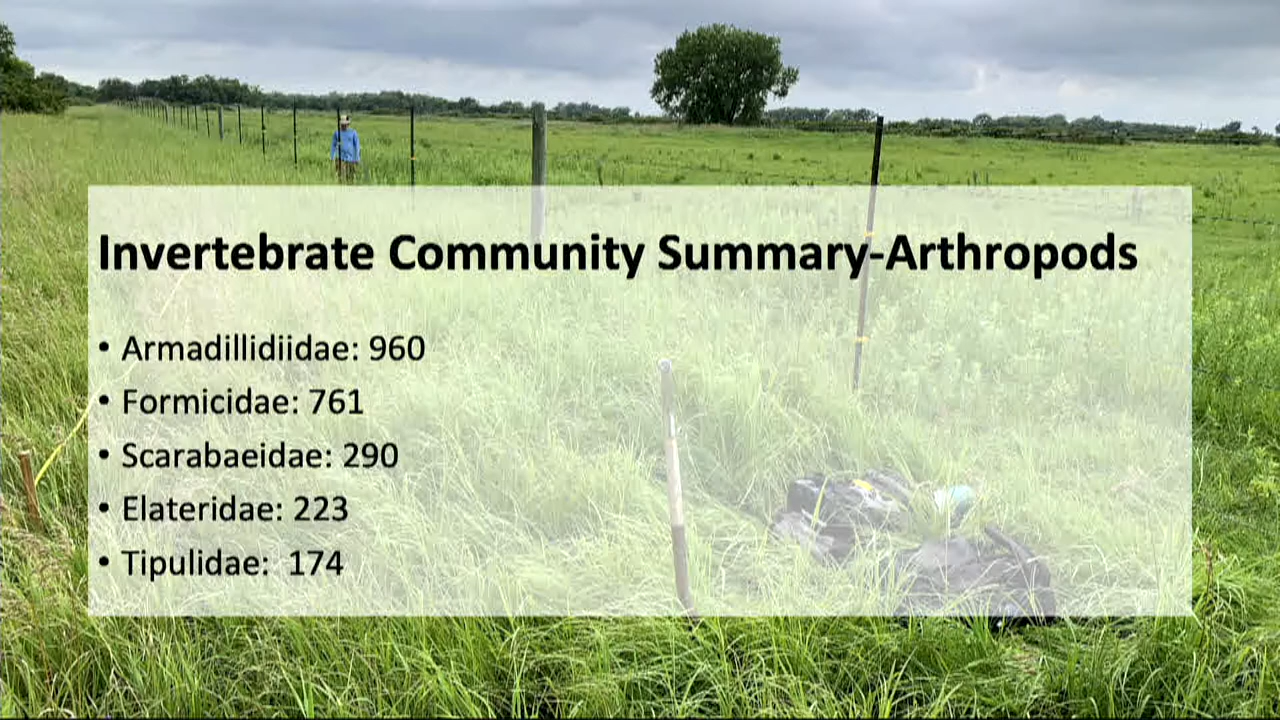 Invertebrate Community Summary-Arthropods
• Armadillidiidae: 960
• Formicidae: 761
• Scarabaeidae: 290
• Elateridae: 223
• Tipulidae:  174